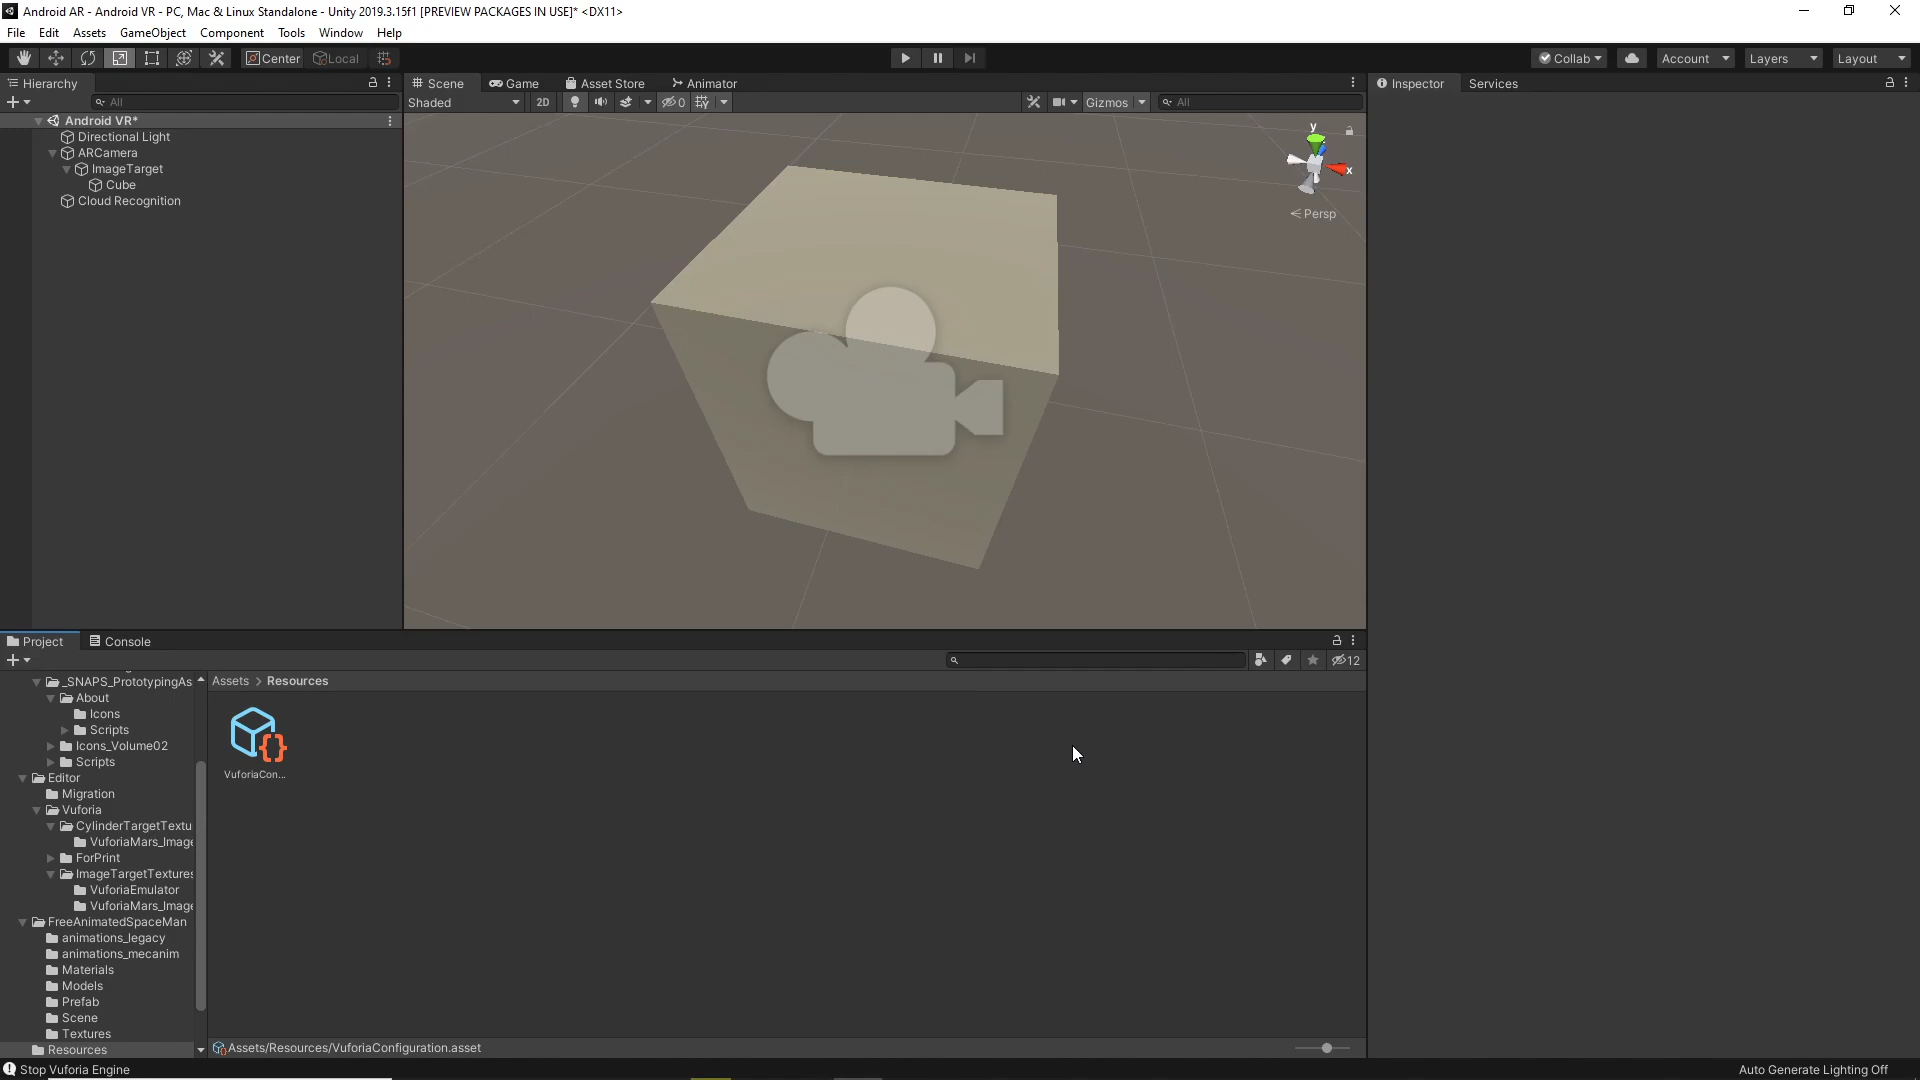 Android AR - Android VR - PC, Mac & Linux Standalone - Unity 2019.3.15f1 [PREVIEW PACKAGES IN USE]* <DX11>
File Edit Assets GameObject Component Tools Window Help
Center Local Collab Account Layers Layout
Hierarchy
All
Android VR*
Directional Light
ARCamera
ImageTarget
Cube
Cloud Recognition
Scene Game Asset Store Animator
Shaded 2D 0 Gizmos All
y
x
Persp
Inspector Services
Project Console
12
_SNAPS_PrototypingAs
About
Icons
Scripts
Icons_Volume02
Scripts
Editor
Migration
Vuforia
CylinderTargetTextu
VuforiaMars_Image
ForPrint
ImageTargetTextures
VuforiaEmulator
VuforiaMars_Image
FreeAnimatedSpaceMan
animations_legacy
animations_mecanim
Materials
Models
Prefab
Scene
Textures
Resources
Assets > Resources
VuforiaCon...
Assets/Resources/VuforiaConfiguration.asset
Stop Vuforia Engine
Auto Generate Lighting Off